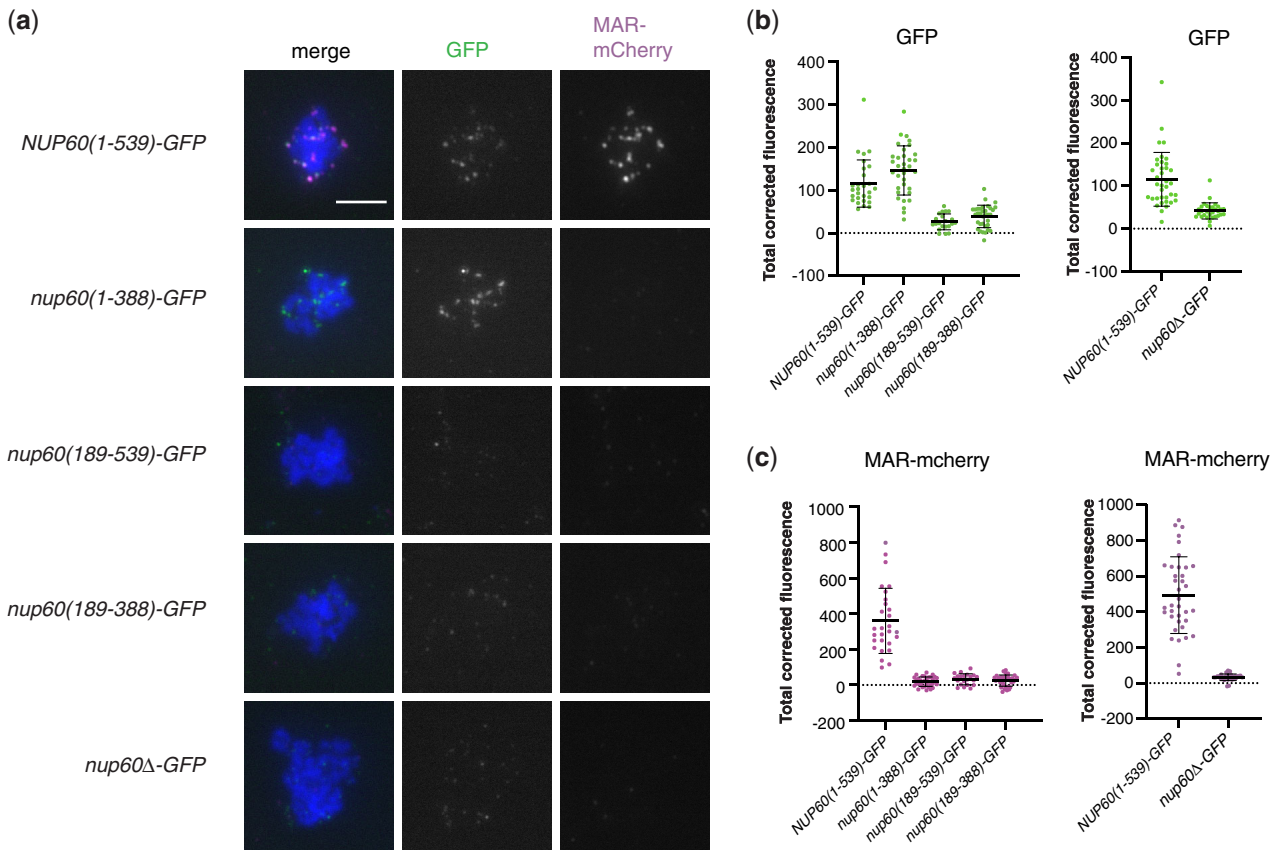 (a)
merge
GFP
MAR-
mCherry
NUP60(1-539)-GFP
nup60(1-388)-GFP
nup60(189-539)-GFP
nup60(189-388)-GFP
nup60Δ-GFP
(b)
GFP
Total corrected fluorescence
400
300
200
100
0
-100
NUP60(1-539)-GFP
nup60(1-388)-GFP
nup60(189-539)-GFP
nup60(189-388)-GFP
GFP
Total corrected fluorescence
400
300
200
100
0
-100
NUP60(1-539)-GFP
nup60Δ-GFP
(c)
MAR-mcherry
Total corrected fluorescence
1000
800
600
400
200
0
-200
NUP60(1-539)-GFP
nup60(1-388)-GFP
nup60(189-539)-GFP
nup60(189-388)-GFP
MAR-mcherry
Total corrected fluorescence
1000
800
600
400
200
0
-200
NUP60(1-539)-GFP
nup60Δ-GFP